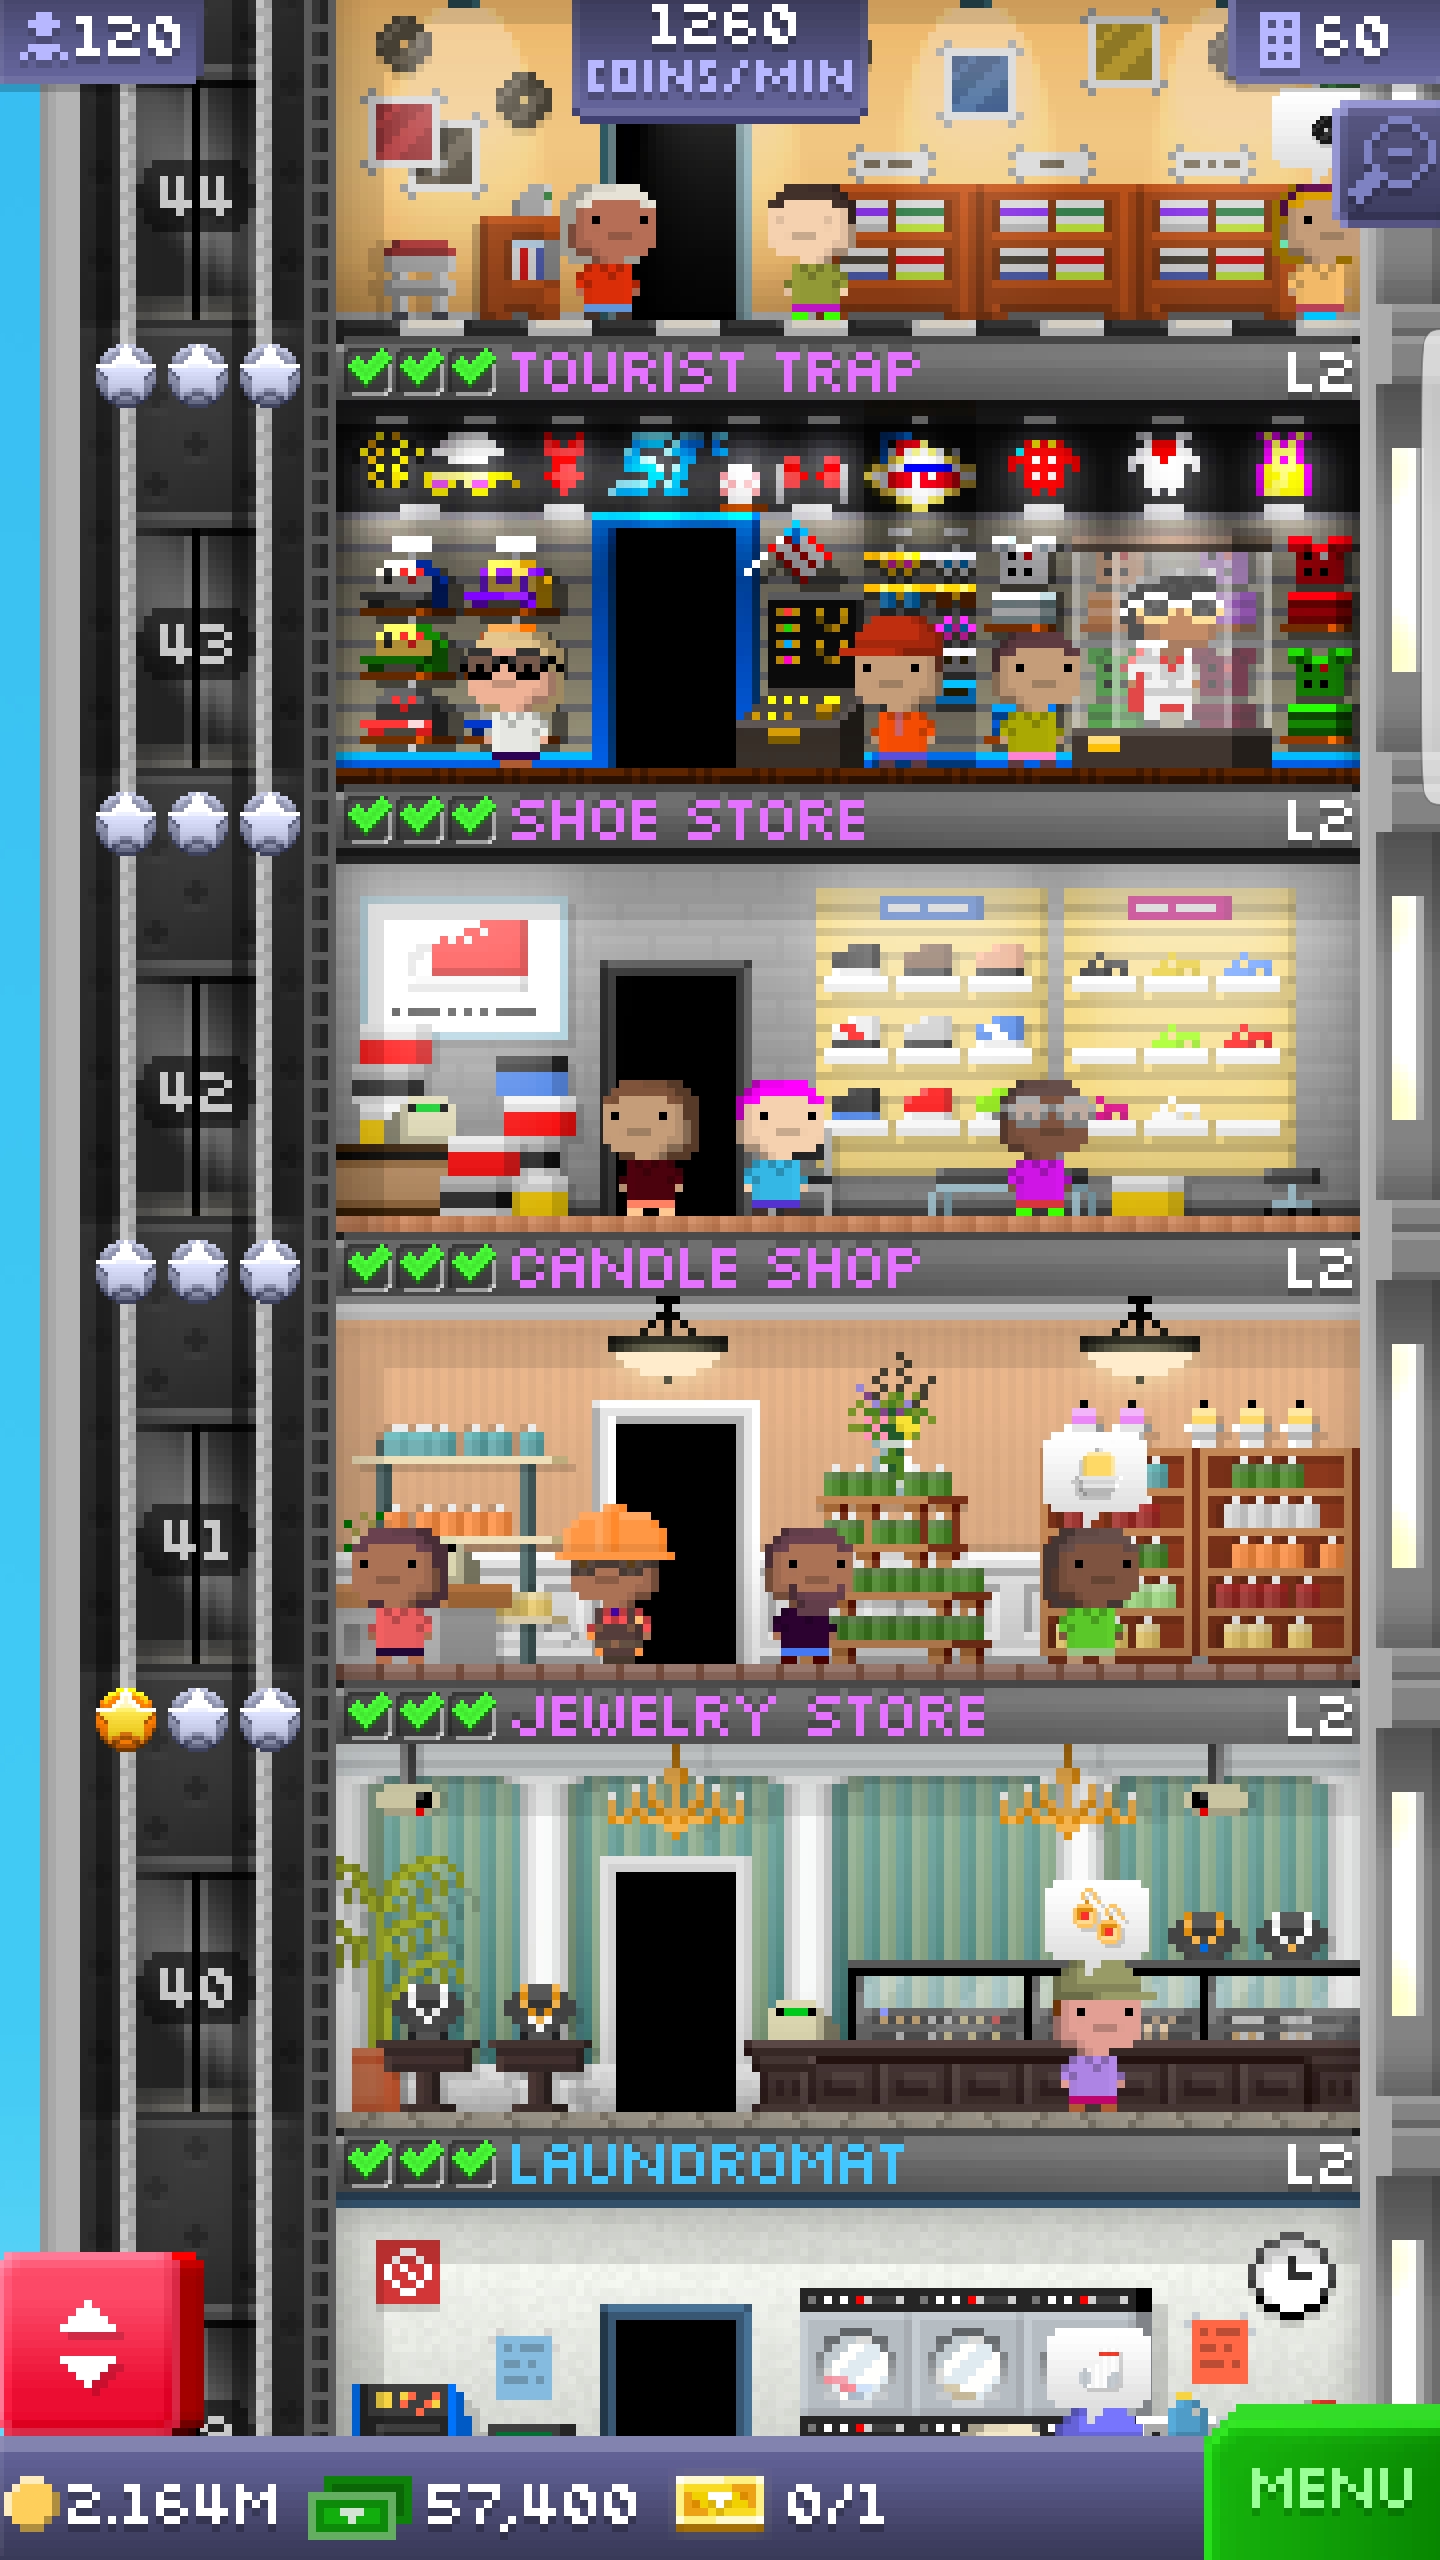 120
1260
COINS/MIN
60
44
TOURIST TRAP L2
43
SHOE STORE L2
42
CANDLE SHOP L2
41
JEWELRY STORE L2
40
LAUNDROMAT L2
2.164M 57,400 0/1
MENU